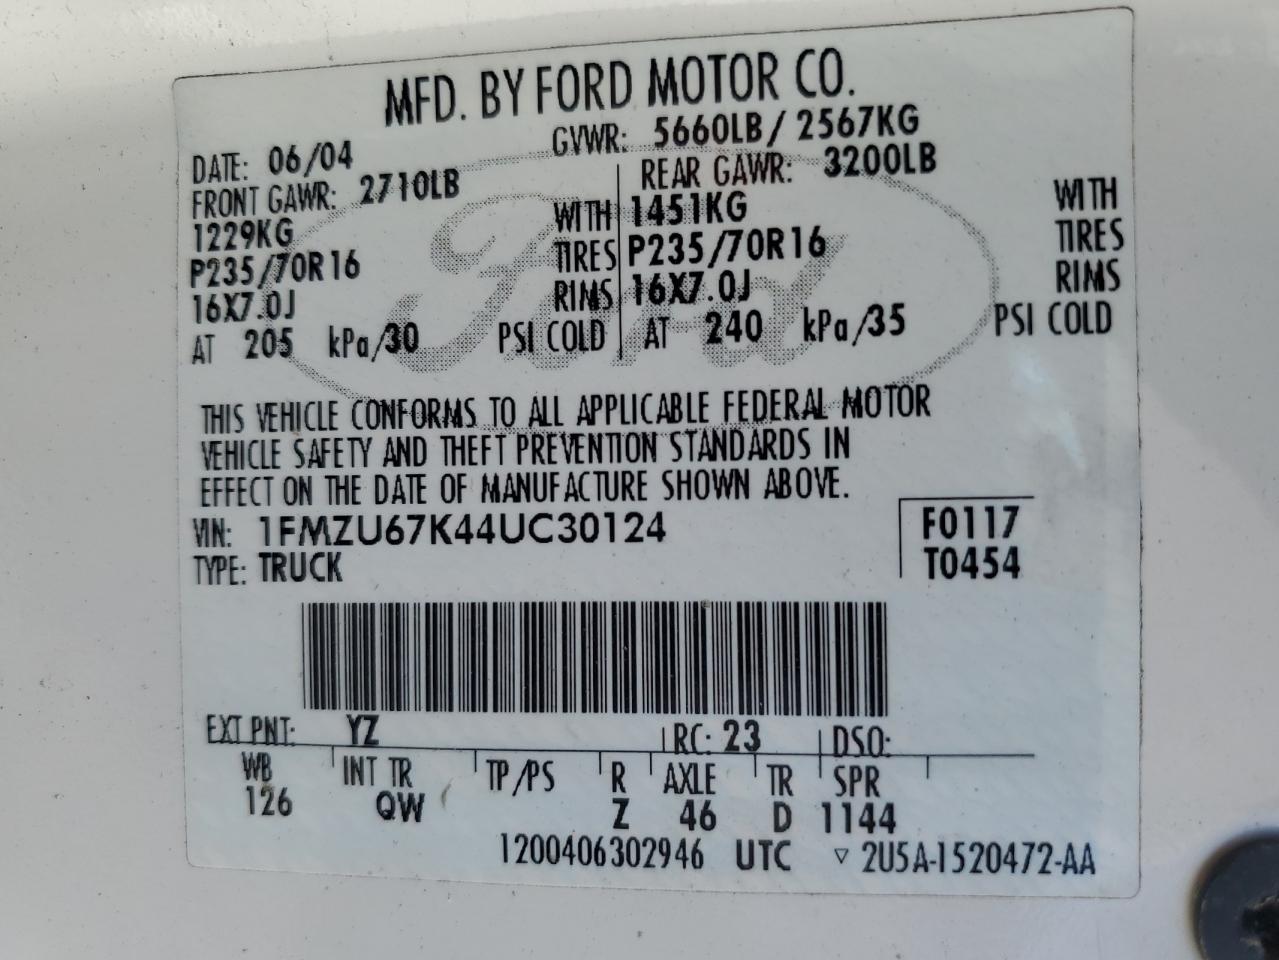 MFD. BY FORD MOTOR CO.
DATE: 06/04 GVWR: 5660LB/ 2567KG
FRONT GAWR: 2710LB REAR GAWR: 3200LB
1229KG WITH 1451KG WITH
P235/70R16 TIRES P235/70R16 TIRES
16X7.0J RIMS 16X7.0J RIMS
AT 205 kPa/30 PSI COLD AT 240 kPa/35 PSI COLD
Ford
THIS VEHICLE CONFORMS TO ALL APPLICABLE FEDERAL MOTOR
VEHICLE SAFETY AND THEFT PREVENTION STANDARDS IN
EFFECT ON THE DATE OF MANUFACTURE SHOWN ABOVE.
VIN: 1FMZU67K44UC30124 F0117
TYPE: TRUCK T0454
EXT PNT: YZ RC: 23 DSO:
WB INT TR TP/PS R AXLE TR SPR
126 QW Z 46 D 1144
1200406302946 UTC ▽ 2U5A-1520472-AA